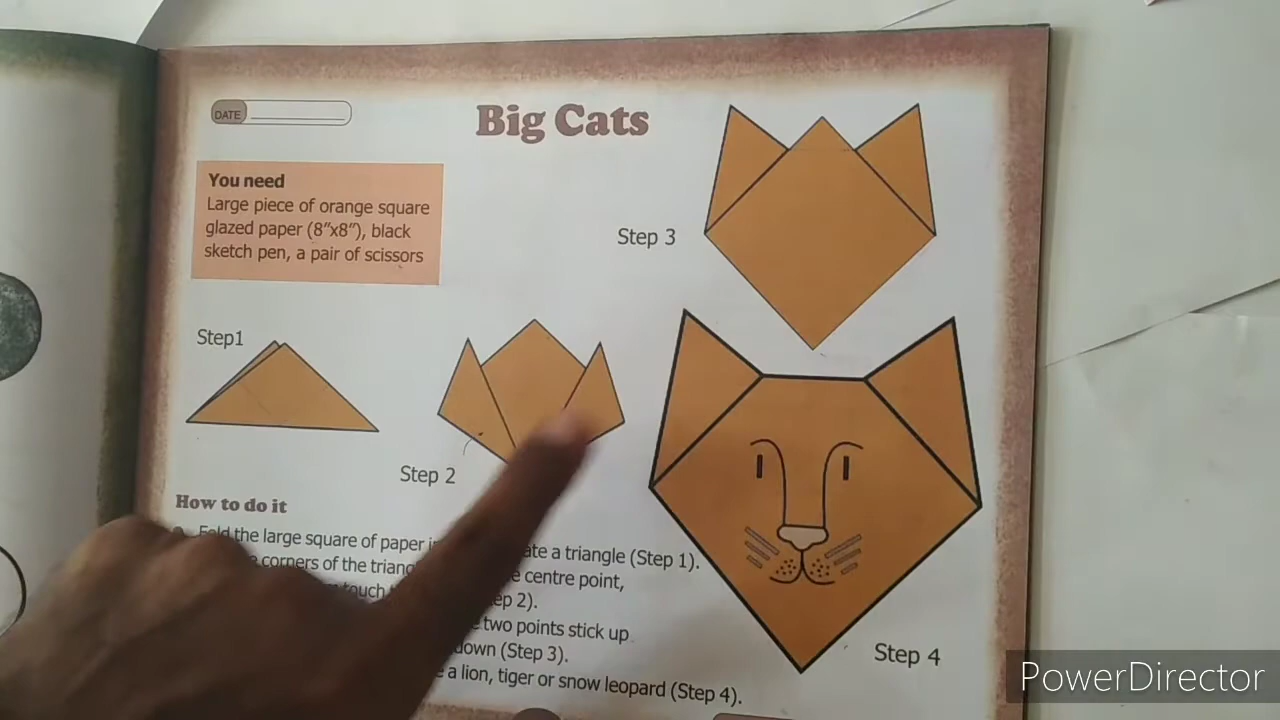 DATE
Big Cats
You need
Large piece of orange square
glazed paper (8"x8"), black
sketch pen, a pair of scissors
Step 3
Step1
Step 2
How to do it
Fold the large square of paper ate a triangle (Step 1).
corners of the centre point,
touch 2).
two points stick up
down (Step 3).
a lion, tiger or snow leopard (Step 4).
Step 4
PowerDirector